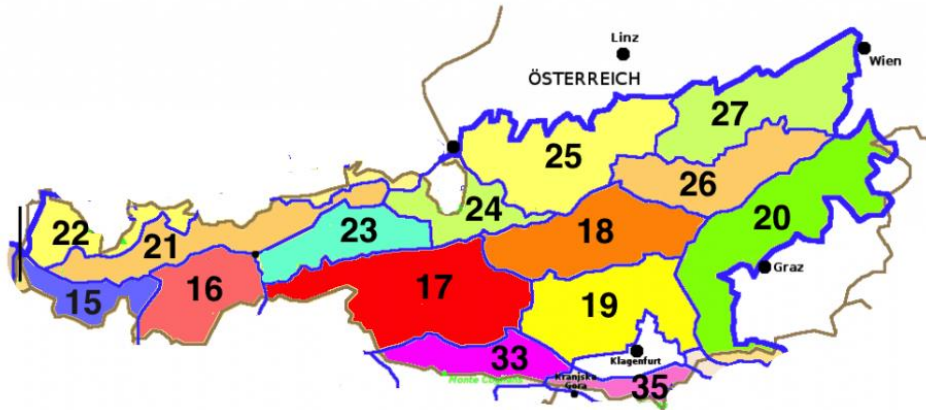 Linz
Wien
ÖSTERREICH
27
25
26
22
21
23
24
18
20
15
16
17
19
Graz
33
Klagenfurt
Kranjska
Gora
35